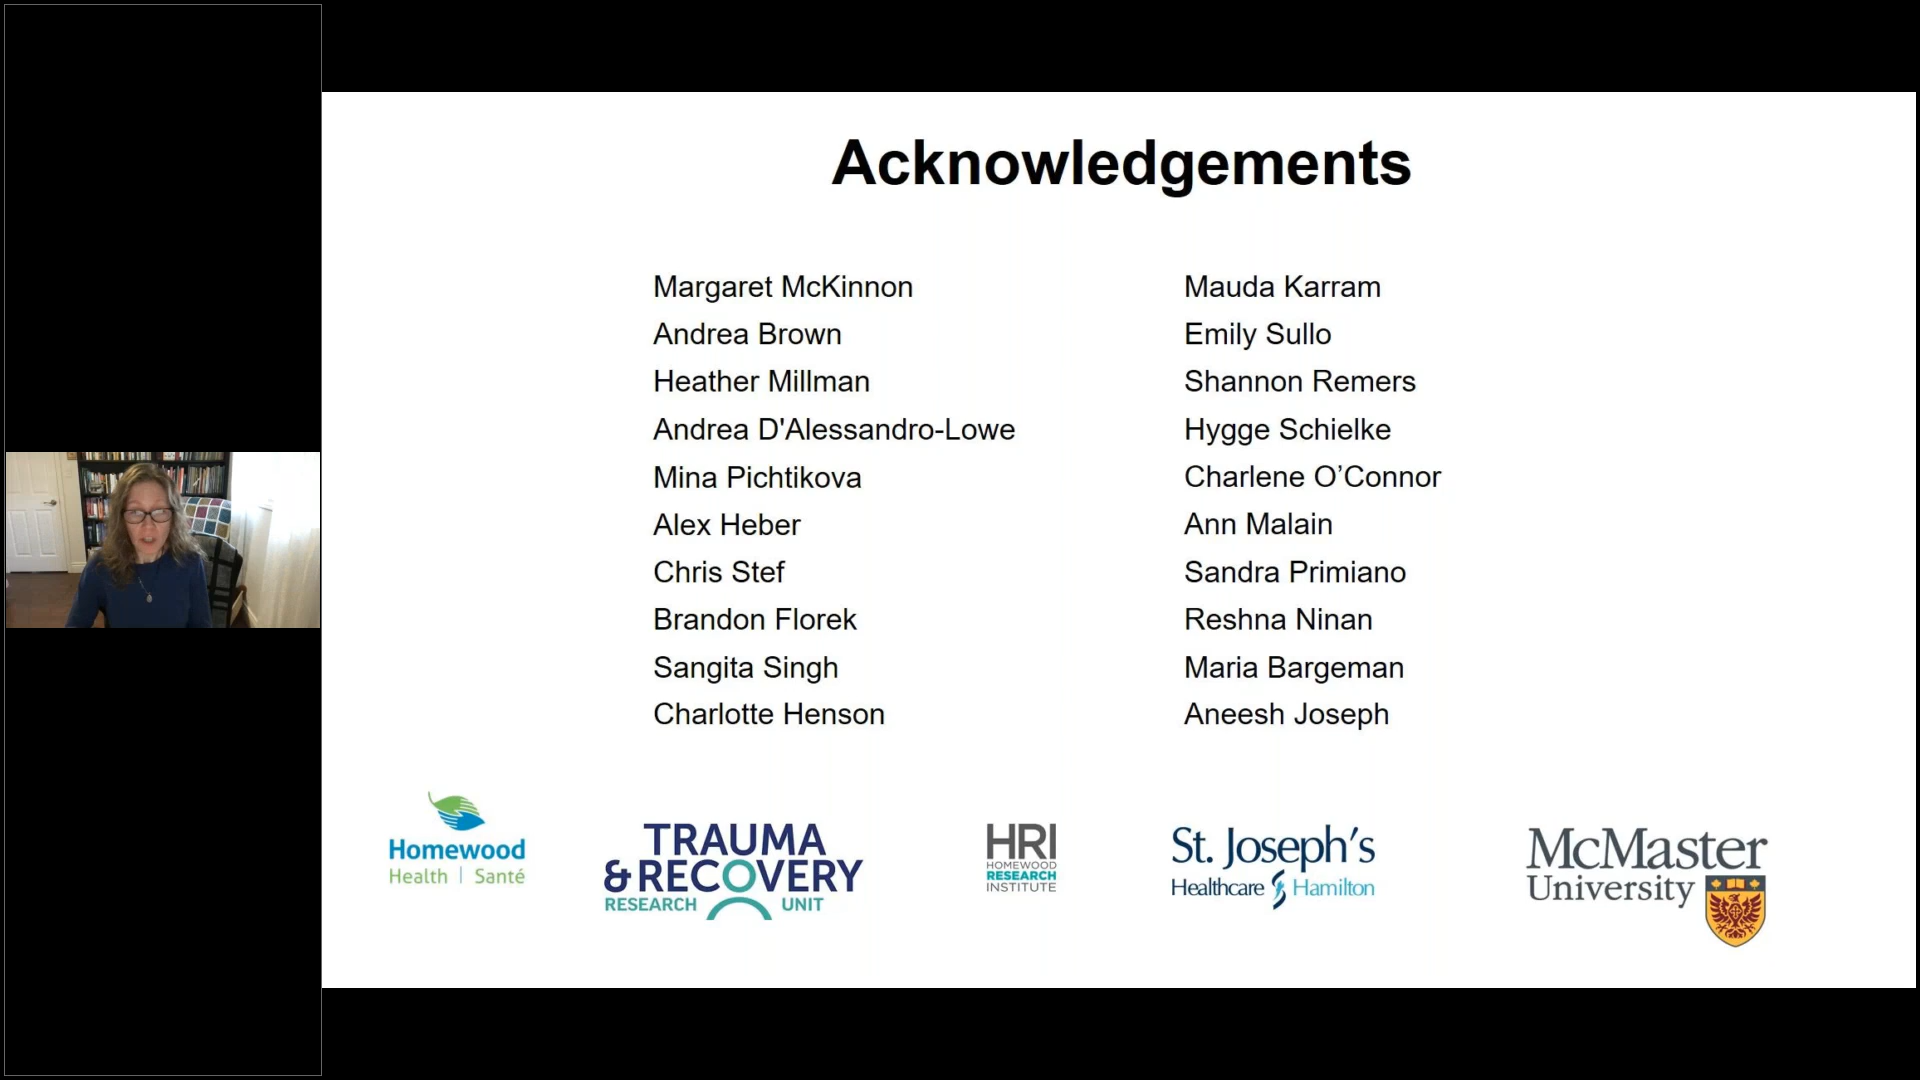 Acknowledgements
Margaret McKinnon
Andrea Brown
Heather Millman
Andrea D'Alessandro-Lowe
Mina Pichtikova
Alex Heber
Chris Stef
Brandon Florek
Sangita Singh
Charlotte Henson
Mauda Karram
Emily Sullo
Shannon Remers
Hygge Schielke
Charlene O’Connor
Ann Malain
Sandra Primiano
Reshna Ninan
Maria Bargeman
Aneesh Joseph
Homewood
Health | Santé
TRAUMA
& RECOVERY
RESEARCH UNIT
HRI
HOMEWOOD
RESEARCH
INSTITUTE
St. Joseph's
Healthcare Hamilton
McMaster
University